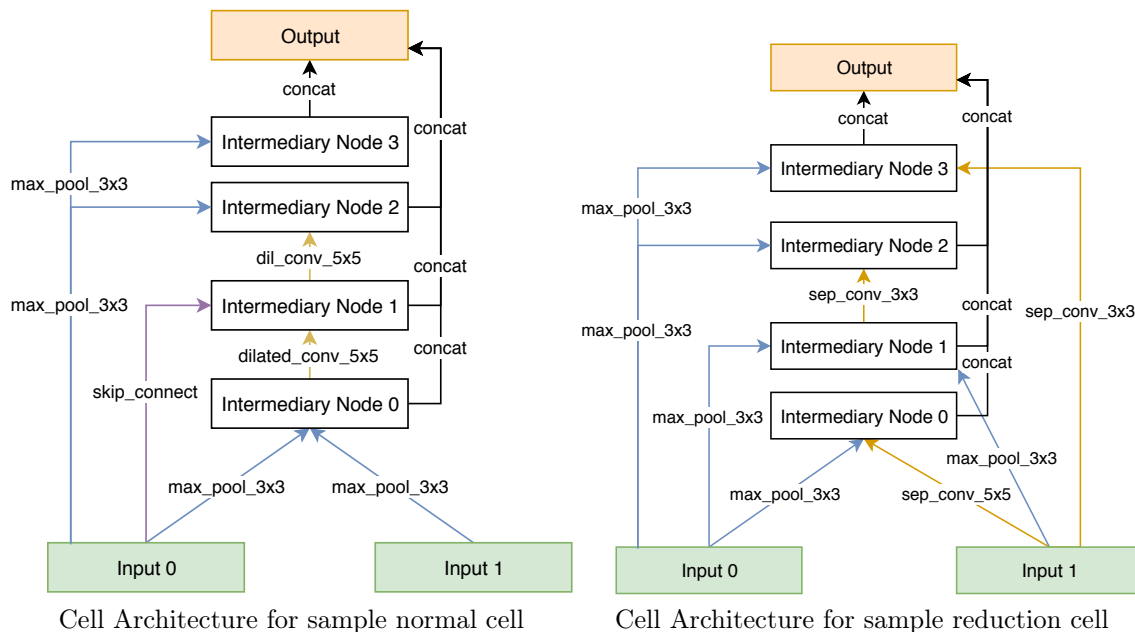 Output
concat
concat
Intermediary Node 3
max_pool_3x3
Intermediary Node 2
dil_conv_5x5
concat
max_pool_3x3
Intermediary Node 1
concat
dilated_conv_5x5
skip_connect
Intermediary Node 0
max_pool_3x3
max_pool_3x3
Input 0
Input 1
Cell Architecture for sample normal cell
Output
concat
concat
Intermediary Node 3
max_pool_3x3
Intermediary Node 2
sep_conv_3x3
concat
sep_conv_3x3
max_pool_3x3
Intermediary Node 1
concat
max_pool_3x3
Intermediary Node 0
max_pool_3x3
max_pool_3x3
sep_conv_5x5
Input 0
Input 1
Cell Architecture for sample reduction cell